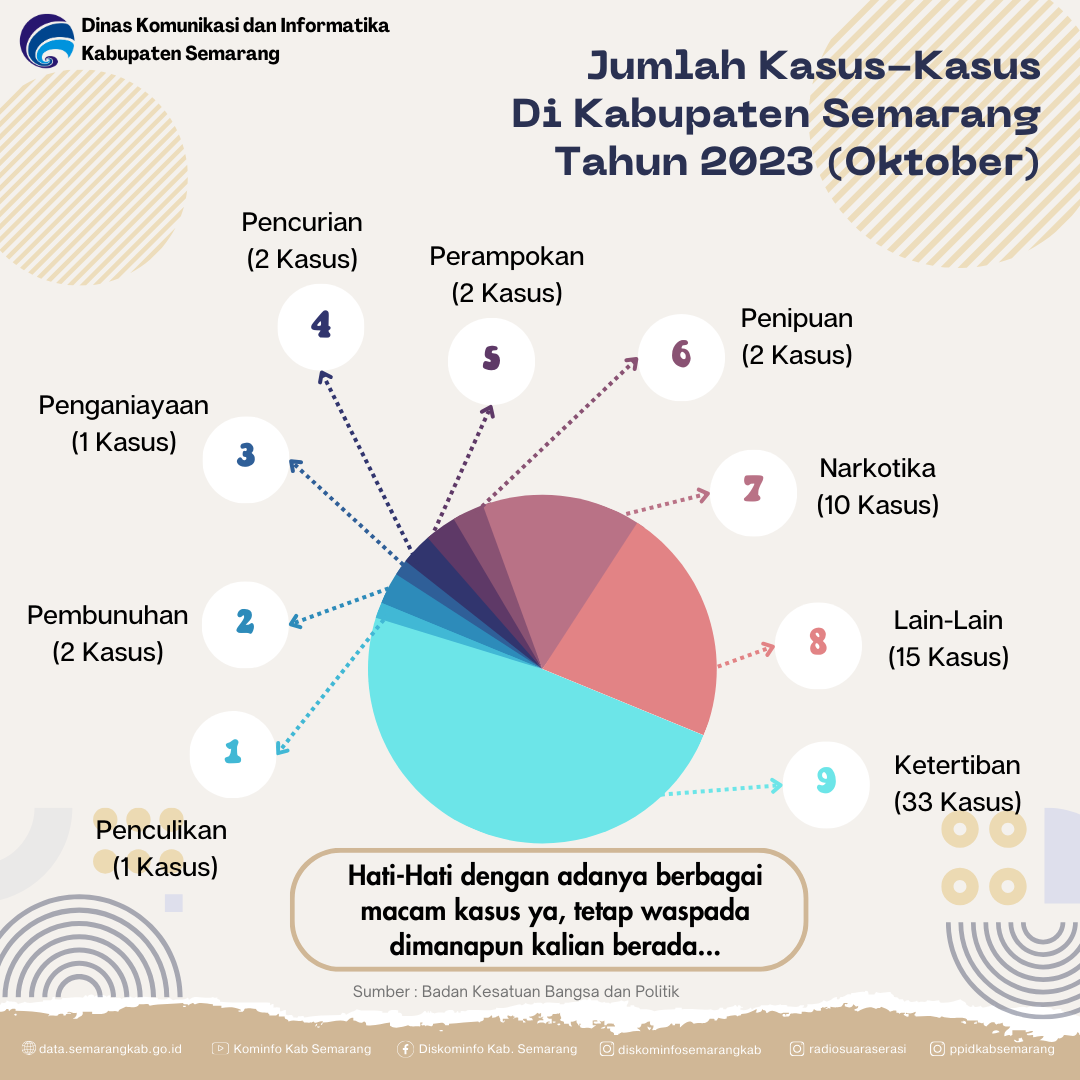 Dinas Komunikasi dan Informatika
Kabupaten Semarang
Jumlah Kasus-Kasus
Di Kabupaten Semarang
Tahun 2023 (Oktober)
Pencurian
(2 Kasus)
4
Perampokan
(2 Kasus)
5
Penipuan
(2 Kasus)
6
Penganiayaan
(1 Kasus)
3
Narkotika
(10 Kasus)
7
Pembunuhan
(2 Kasus)
2
Lain-Lain
(15 Kasus)
8
1
Penculikan
(1 Kasus)
Ketertiban
(33 Kasus)
9
Hati-Hati dengan adanya berbagai
macam kasus ya, tetap waspada
dimanapun kalian berada...
Sumber : Badan Kesatuan Bangsa dan Politik
data.semarangkab.go.id
Kominfo Kab Semarang
Diskominfo Kab. Semarang
diskominfosemarangkab
radiosuaraserasi
ppidkabsemarang